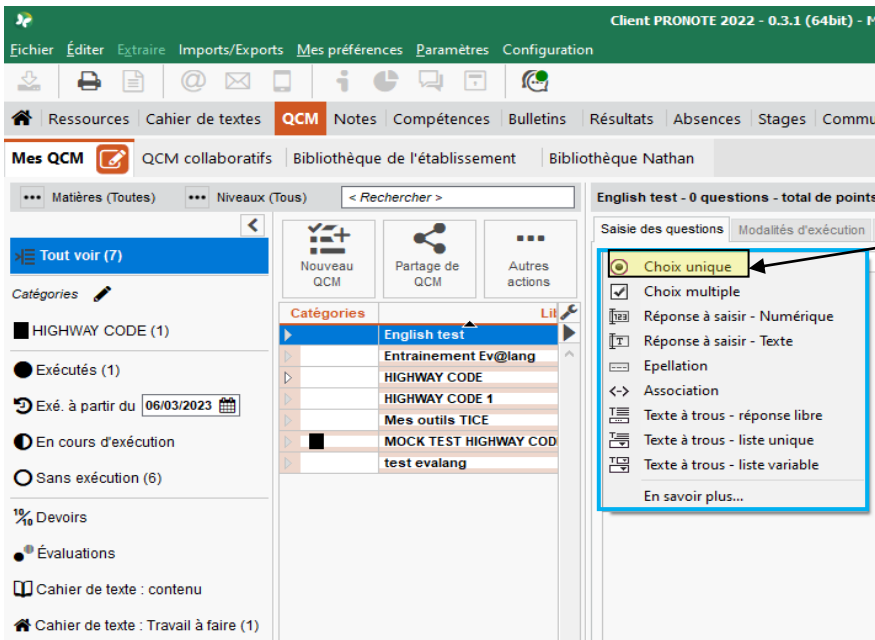 Client PRONOTE 2022 - 0.3.1 (64bit) - M
Fichier Éditer Extraire Imports/Exports Mes préférences Paramètres Configuration
Ressources Cahier de textes QCM Notes Compétences Bulletins Résultats Absences Stages Commu
Mes QCM QCM collaboratifs Bibliothèque de l'établissement Bibliothèque Nathan
••• Matières (Toutes) ••• Niveaux (Tous) < Rechercher >
Tout voir (7)
Catégories
HIGHWAY CODE (1)
Exécutés (1)
Exé. à partir du 06/03/2023
En cours d'exécution
Sans exécution (6)
10/10 Devoirs
Évaluations
Cahier de texte : contenu
Cahier de texte : Travail à faire (1)
Nouveau QCM
Partage de QCM
Autres actions
Catégories Lib
English test
Entrainement Ev@lang
HIGHWAY CODE
HIGHWAY CODE 1
Mes outils TICE
MOCK TEST HIGHWAY COD
test evalang
English test - 0 questions - total de points
Saisie des questions Modalités d'exécution
Choix unique
Choix multiple
Réponse à saisir - Numérique
Réponse à saisir - Texte
Epellation
Association
Texte à trous - réponse libre
Texte à trous - liste unique
Texte à trous - liste variable
En savoir plus...